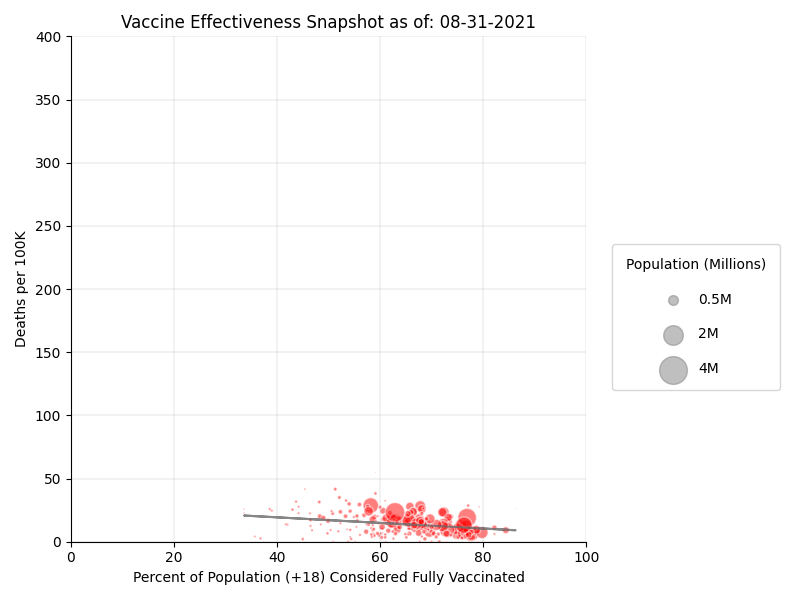 Vaccine Effectiveness Snapshot as of: 08-31-2021
400
350
300
250
200
150
100
50
0
Deaths per 100K
0 20 40 60 80 100
Percent of Population (+18) Considered Fully Vaccinated
Population (Millions)
0.5M
2M
4M